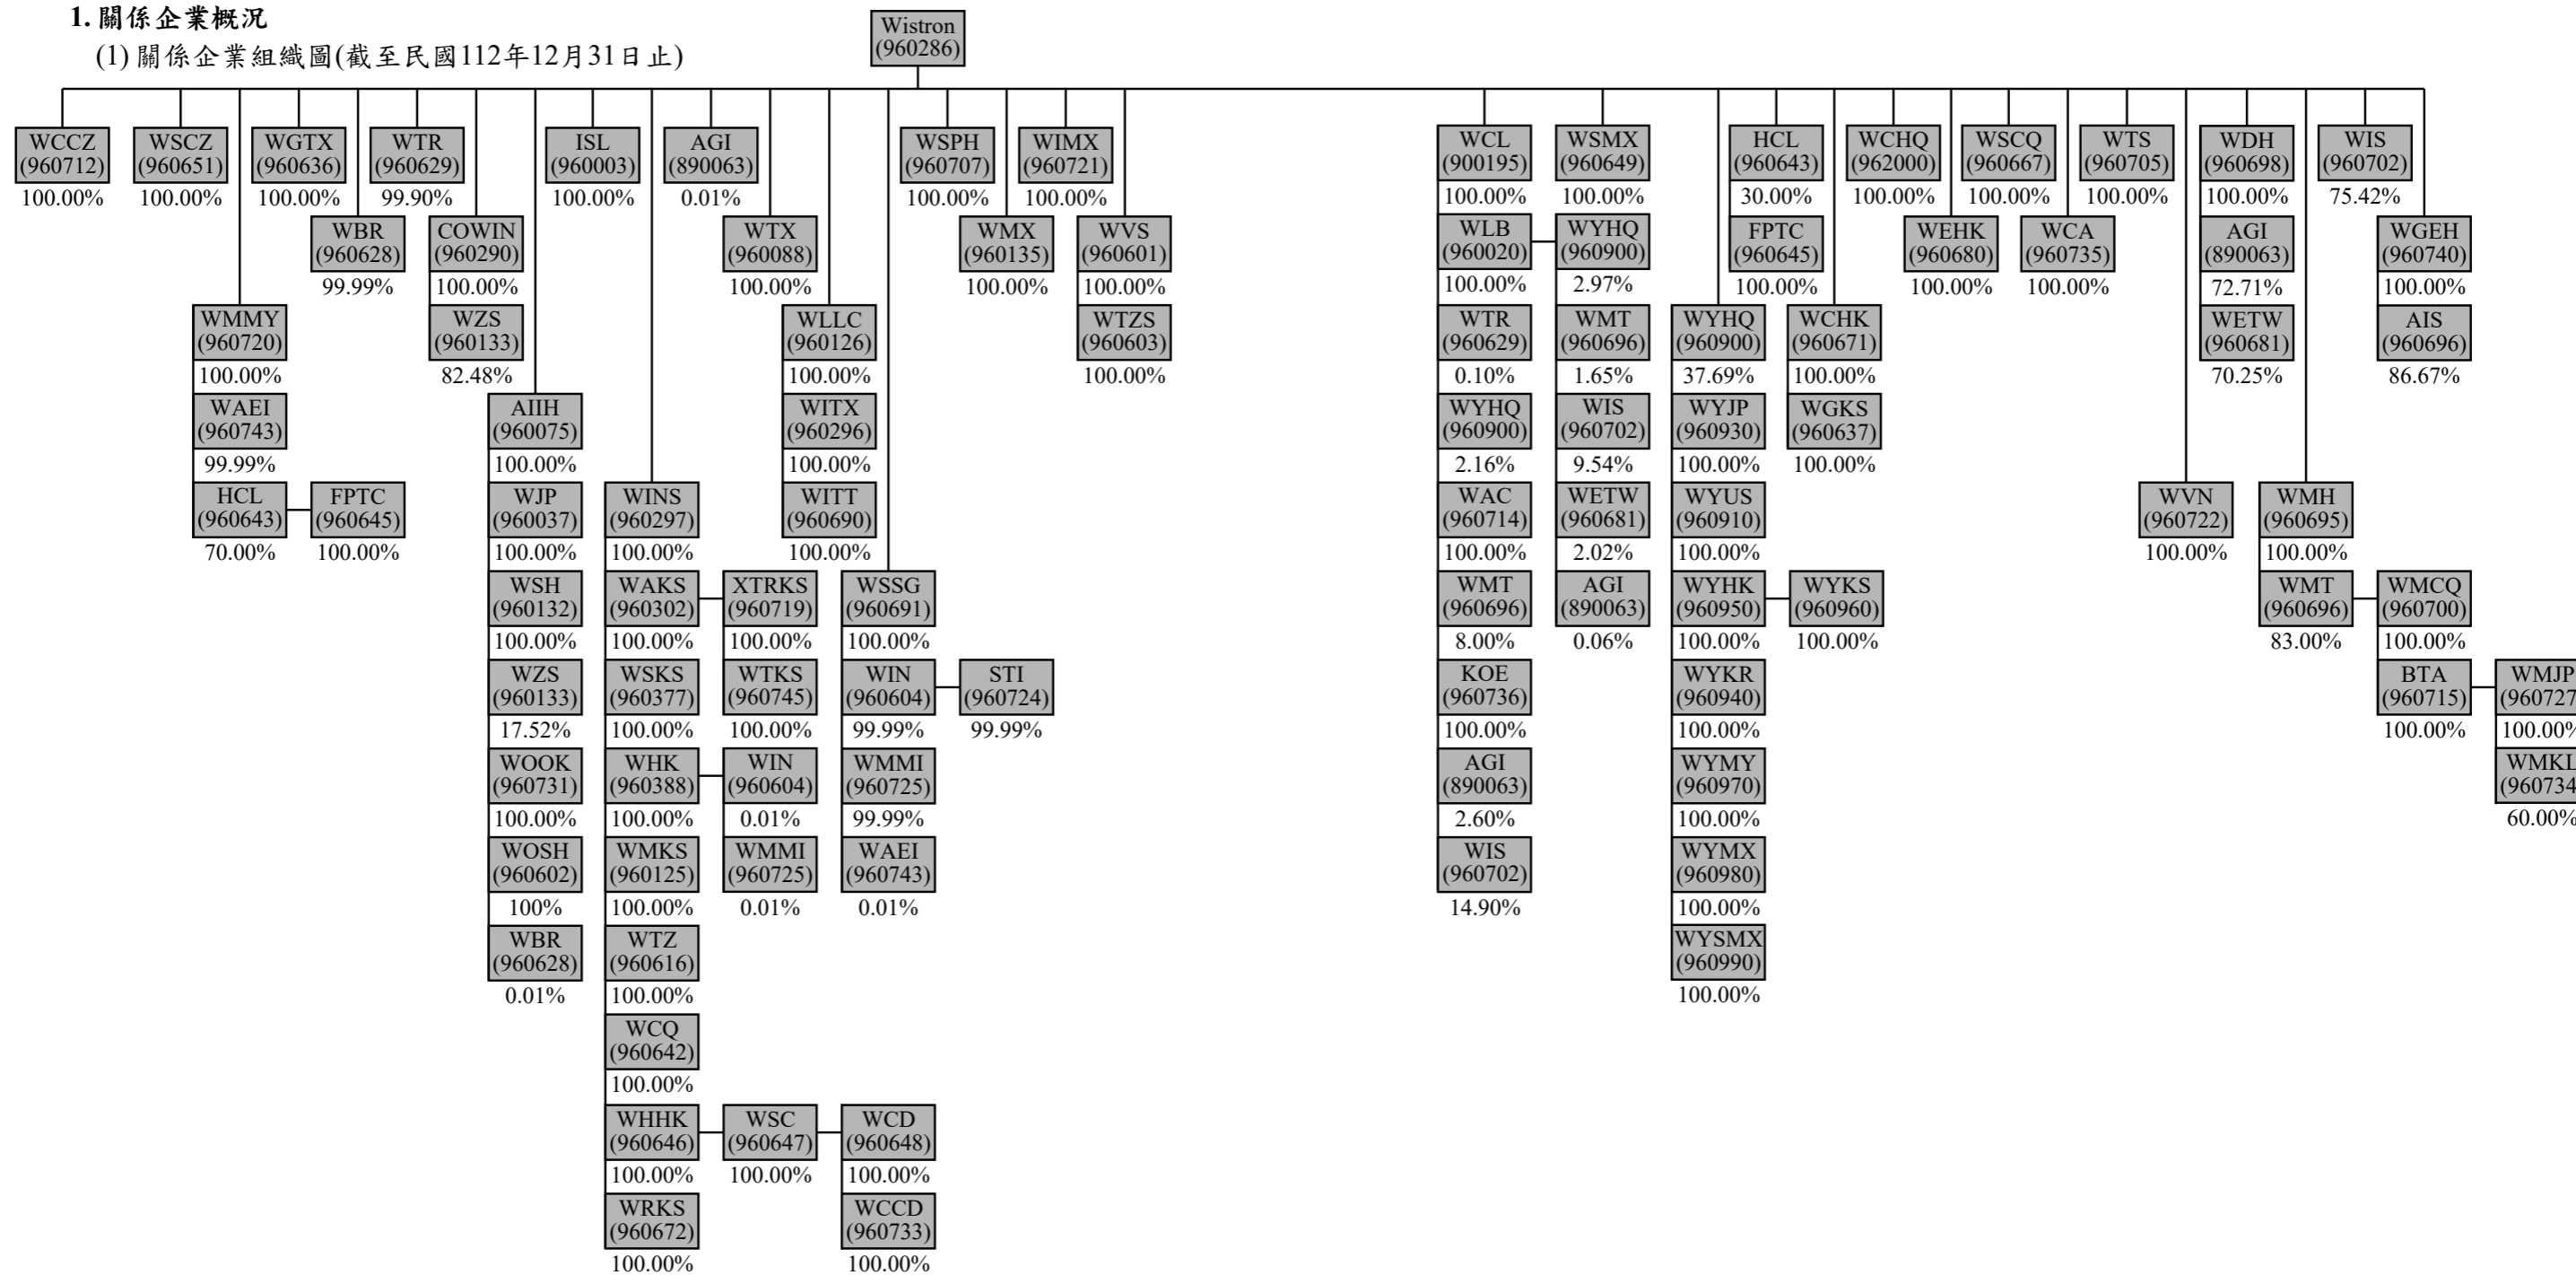 1. 關係企業概況
(1) 關係企業組織圖(截至民國112年12月31日止)
Wistron
(960286)
WCCZ
(960712)
100.00%
WSCZ
(960651)
100.00%
WMMY
(960720)
100.00%
WAEI
(960743)
99.99%
HCL
(960643)
70.00%
FPTC
(960645)
100.00%
WGTX
(960636)
100.00%
WBR
(960628)
99.99%
WTR
(960629)
99.90%
COWIN
(960290)
100.00%
WZS
(960133)
82.48%
AIIH
(960075)
100.00%
WJP
(960037)
100.00%
WSH
(960132)
100.00%
WZS
(960133)
17.52%
WOOK
(960731)
100.00%
WOSH
(960602)
100%
WBR
(960628)
0.01%
ISL
(960003)
100.00%
WINS
(960297)
100.00%
WAKS
(960302)
100.00%
XTRKS
(960719)
100.00%
WTKS
(960745)
100.00%
WSKS
(960377)
100.00%
WHK
(960388)
100.00%
WIN
(960604)
0.01%
WMMI
(960725)
0.01%
WMKS
(960125)
100.00%
WTZ
(960616)
100.00%
WCQ
(960642)
100.00%
WHHK
(960646)
100.00%
WSC
(960647)
100.00%
WCD
(960648)
100.00%
WCCD
(960733)
100.00%
WRKS
(960672)
100.00%
AGI
(890063)
0.01%
WTX
(960088)
100.00%
WLLC
(960126)
100.00%
WITX
(960296)
100.00%
WITT
(960690)
100.00%
WSSG
(960691)
100.00%
WIN
(960604)
99.99%
STI
(960724)
99.99%
WMMI
(960725)
99.99%
WAEI
(960743)
0.01%
WSPH
(960707)
100.00%
WMX
(960135)
100.00%
WIMX
(960721)
100.00%
WVS
(960601)
100.00%
WTZS
(960603)
100.00%
WCL
(900195)
100.00%
WLB
(960020)
100.00%
WTR
(960629)
0.10%
WYHQ
(960900)
2.16%
WAC
(960714)
100.00%
WMT
(960696)
8.00%
KOE
(960736)
100.00%
AGI
(890063)
2.60%
WIS
(960702)
14.90%
WSMX
(960649)
100.00%
WYHQ
(960900)
2.97%
WMT
(960696)
1.65%
WIS
(960702)
9.54%
WETW
(960681)
2.02%
AGI
(890063)
0.06%
WYHQ
(960900)
37.69%
WYJP
(960930)
100.00%
WYUS
(960910)
100.00%
WYHK
(960950)
100.00%
WYKS
(960960)
100.00%
WYKR
(960940)
100.00%
WYMY
(960970)
100.00%
WYMX
(960980)
100.00%
WYSMX
(960990)
100.00%
HCL
(960643)
30.00%
FPTC
(960645)
100.00%
WCHK
(960671)
100.00%
WGKS
(960637)
100.00%
WCHQ
(962000)
100.00%
WEHK
(960680)
100.00%
WSCQ
(960667)
100.00%
WCA
(960735)
100.00%
WTS
(960705)
100.00%
WVN
(960722)
100.00%
WDH
(960698)
100.00%
AGI
(890063)
72.71%
WETW
(960681)
70.25%
WMH
(960695)
100.00%
WMT
(960696)
83.00%
WMCQ
(960700)
100.00%
BTA
(960715)
100.00%
WMJP
(960727
100.00%
WMKL
(960734
60.00%
WIS
(960702)
75.42%
WGEH
(960740)
100.00%
AIS
(960696)
86.67%